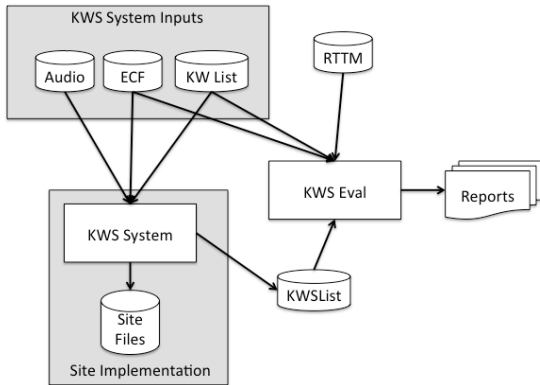 KWS System Inputs
Audio
ECF
KW List
RTTM
KWS Eval
Reports
KWS System
KWSList
Site
Files
Site Implementation